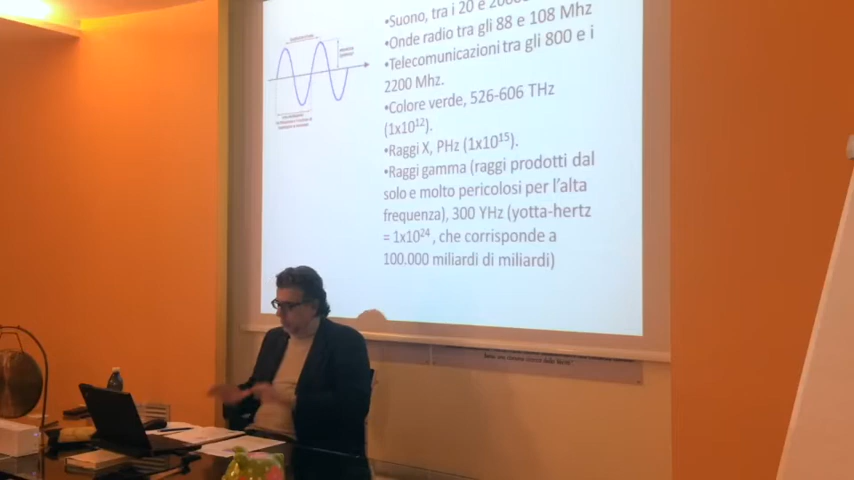 •Suono, tra i 20 e
•Onde radio tra gli 88 e 108 Mhz
•Telecomunicazioni tra gli 800 e i
2200 Mhz.
•Colore verde, 526-606 THz
(1x10¹²).
•Raggi X, PHz (1x10¹⁵).
•Raggi gamma (raggi prodotti dal
solo e molto pericolosi per l'alta
frequenza), 300 YHz (yotta-hertz
= 1x10²⁴, che corrisponde a
100.000 miliardi di miliardi)